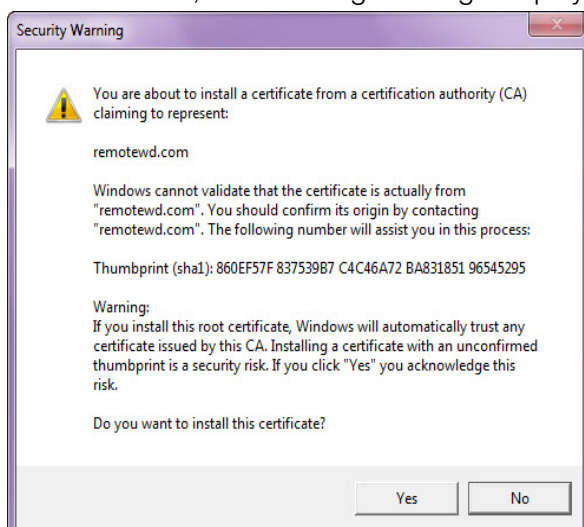 Security Warning
You are about to install a certificate from a certification authority (CA)
claiming to represent:
remotewd.com
Windows cannot validate that the certificate is actually from
"remotewd.com". You should confirm its origin by contacting
"remotewd.com". The following number will assist you in this process:
Thumbprint (sha1): 860EF57F 837539B7 C4C46A72 BA831851 96545295
Warning:
If you install this root certificate, Windows will automatically trust any
certificate issued by this CA. Installing a certificate with an unconfirmed
thumbprint is a security risk. If you click "Yes" you acknowledge this
risk.
Do you want to install this certificate?
Yes No